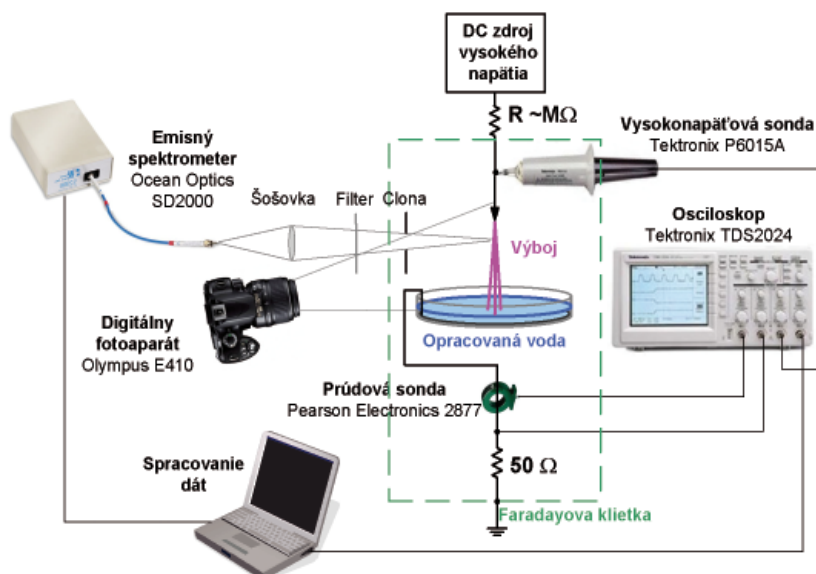 DC zdroj
vysokého
napätia
R ~MΩ
Vysokonapäťová sonda
Tektronix P6015A
Emisný
spektrometer
Ocean Optics
SD2000
Šošovka
Filter
Clona
Osciloskop
Tektronix TDS2024
Výboj
Digitálny
fotoaparát
Olympus E410
Opracovaná voda
Prúdová sonda
Pearson Electronics 2877
50 Ω
Spracovanie
dát
Faradayova klietka